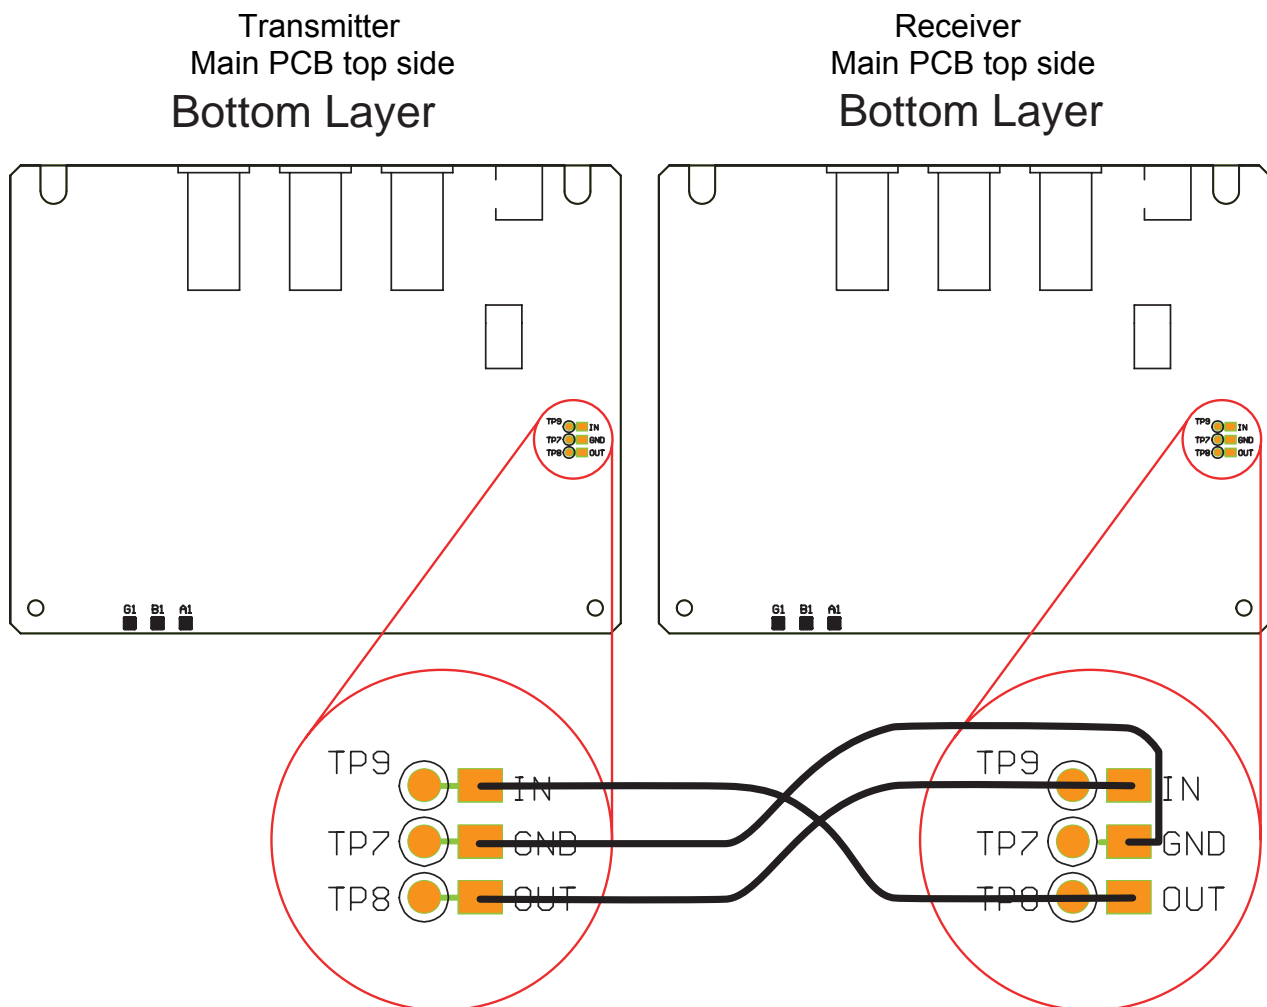 Transmitter
Main PCB top side
Bottom Layer
Receiver
Main PCB top side
Bottom Layer
TP9 IN
TP7 GND
TP8 OUT
TP9 IN
TP7 GND
TP8 OUT
G1 B1 A1
G1 B1 A1
TP9 IN
TP7 GND
TP8 OUT
TP9 IN
TP7 GND
TP8 OUT